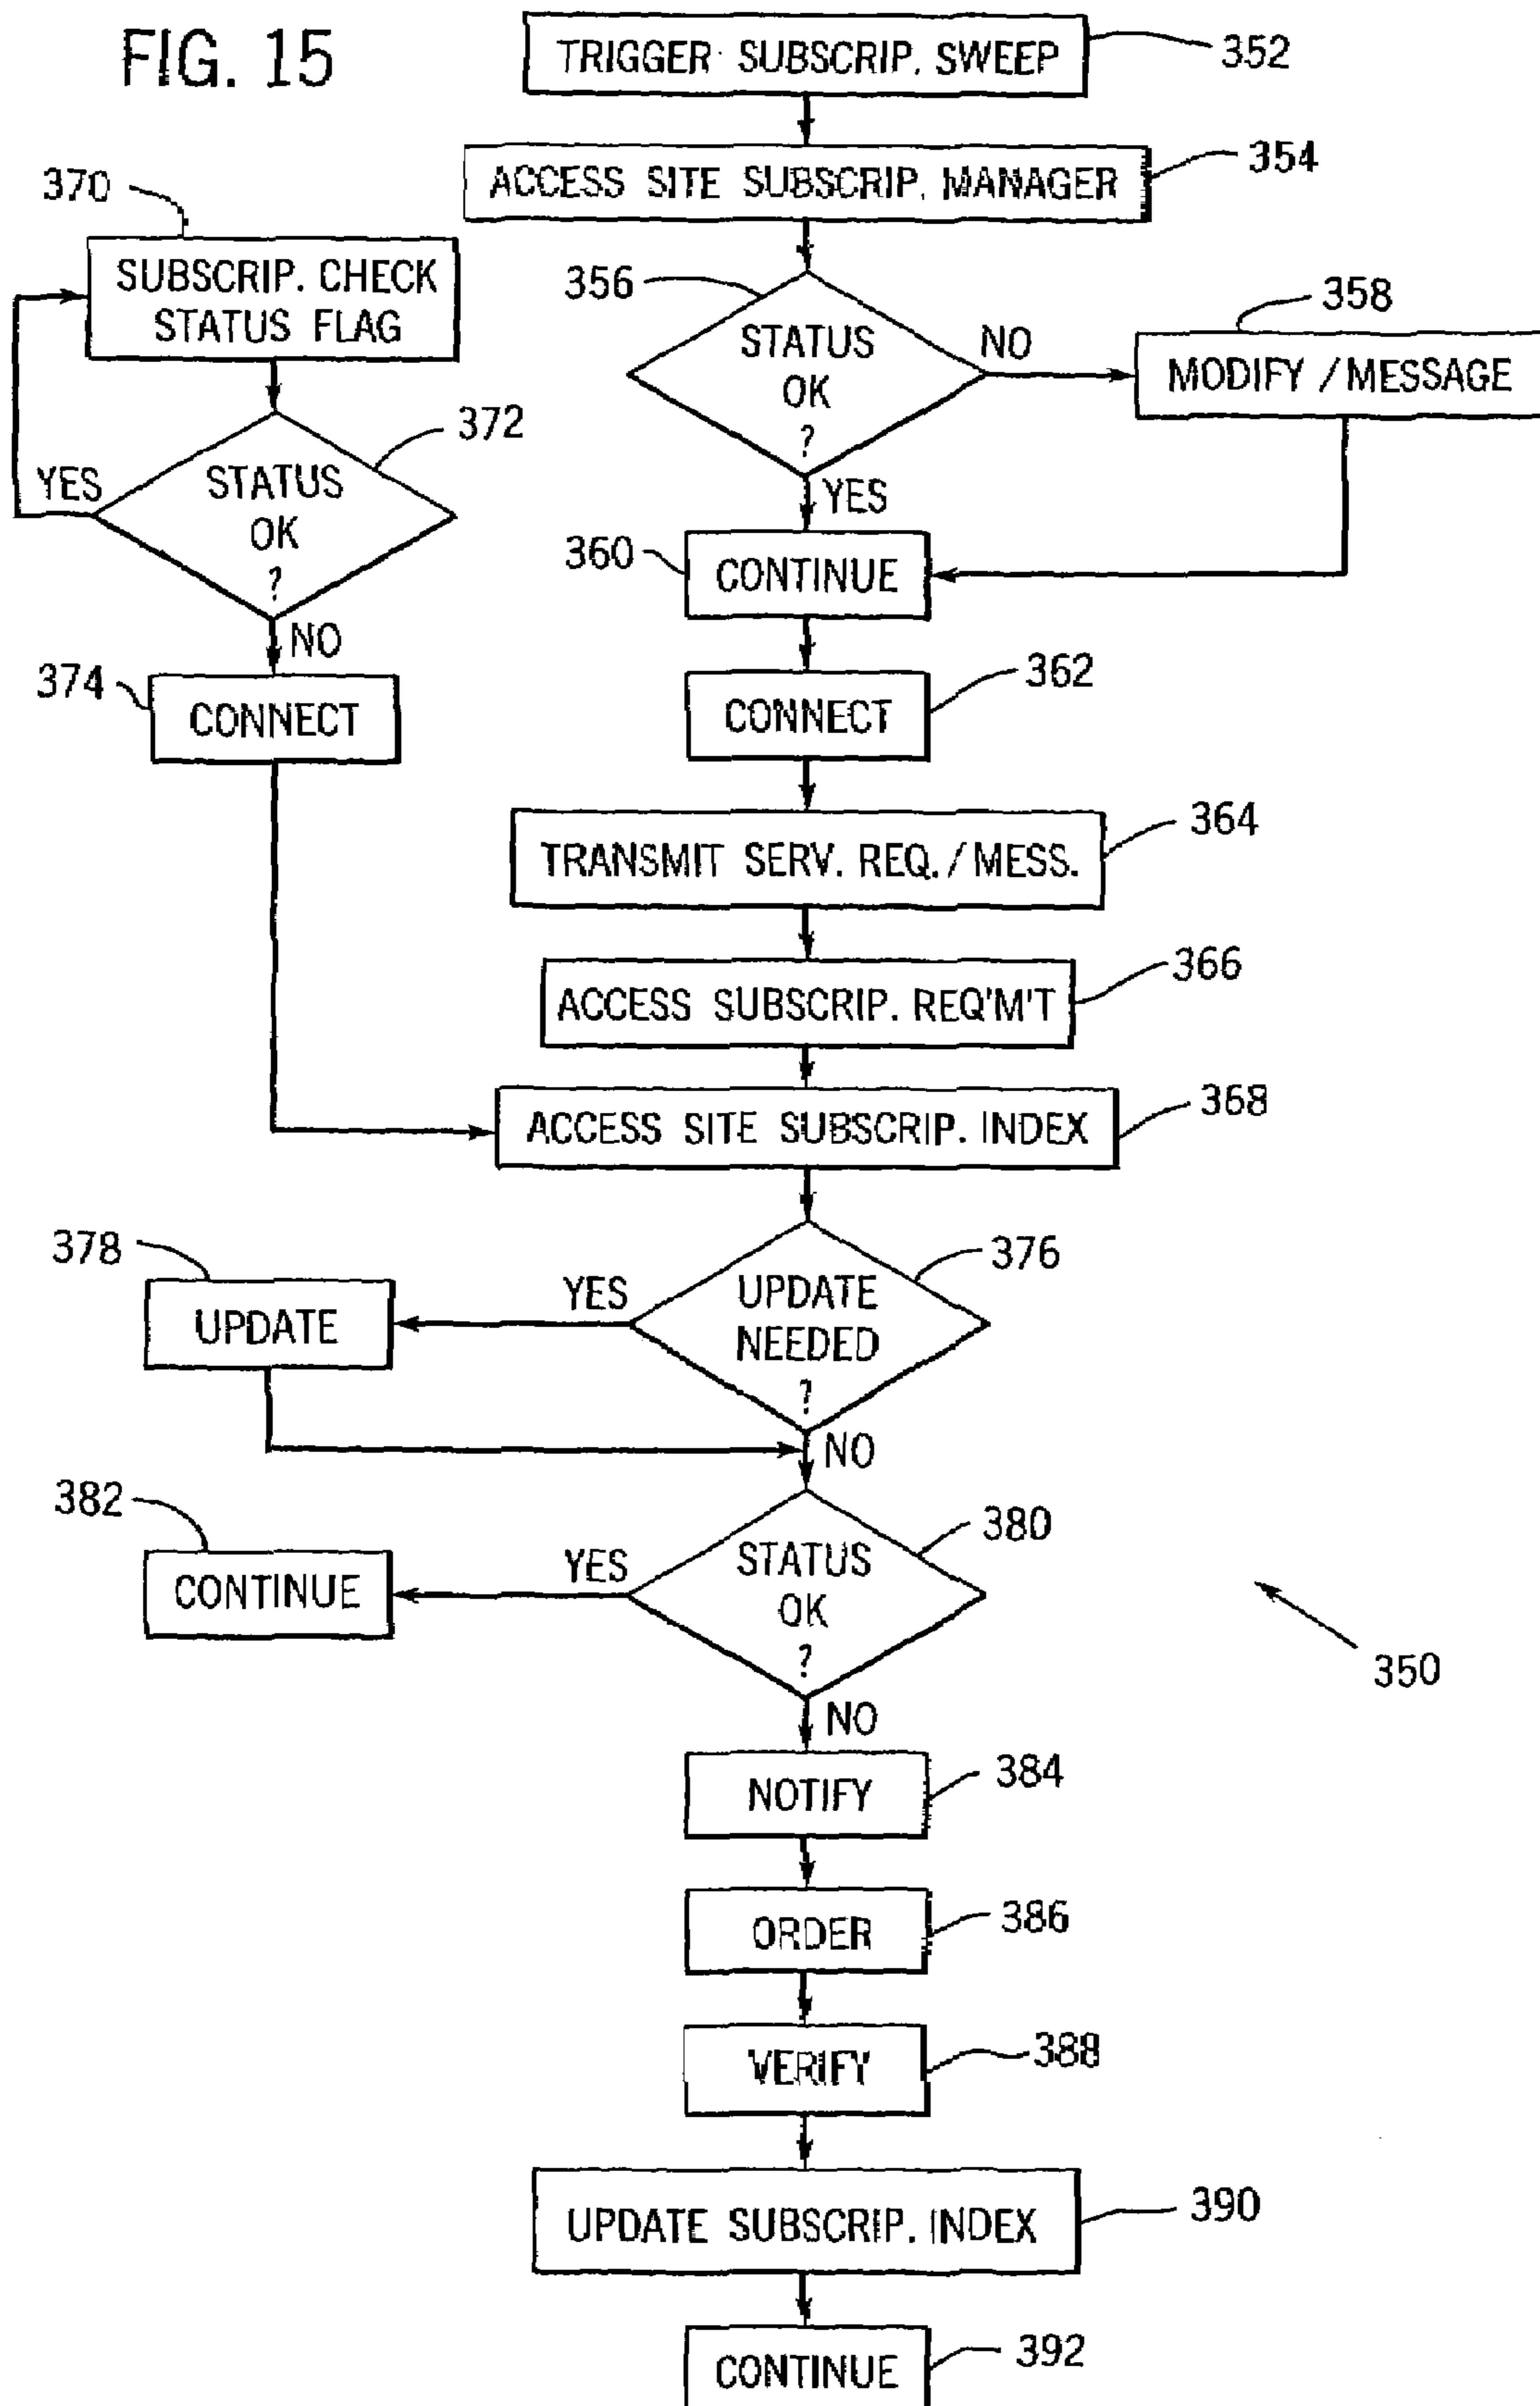 FIG. 15
TRIGGER SUBSCRIP. SWEEP
352
ACCESS SITE SUBSCRIP. MANAGER
354
370
SUBSCRIP. CHECK
STATUS FLAG
356
STATUS
OK
?
NO
358
MODIFY / MESSAGE
372
YES
STATUS
OK
?
YES
360
CONTINUE
NO
374
CONNECT
362
CONNECT
364
TRANSMIT SERV. REQ. / MESS.
366
ACCESS SUBSCRIP. REQ'M'T
368
ACCESS SITE SUBSCRIP. INDEX
378
UPDATE
YES
376
UPDATE
NEEDED
?
NO
382
CONTINUE
YES
380
STATUS
OK
?
350
NO
384
NOTIFY
386
ORDER
388
VERIFY
390
UPDATE SUBSCRIP. INDEX
392
CONTINUE